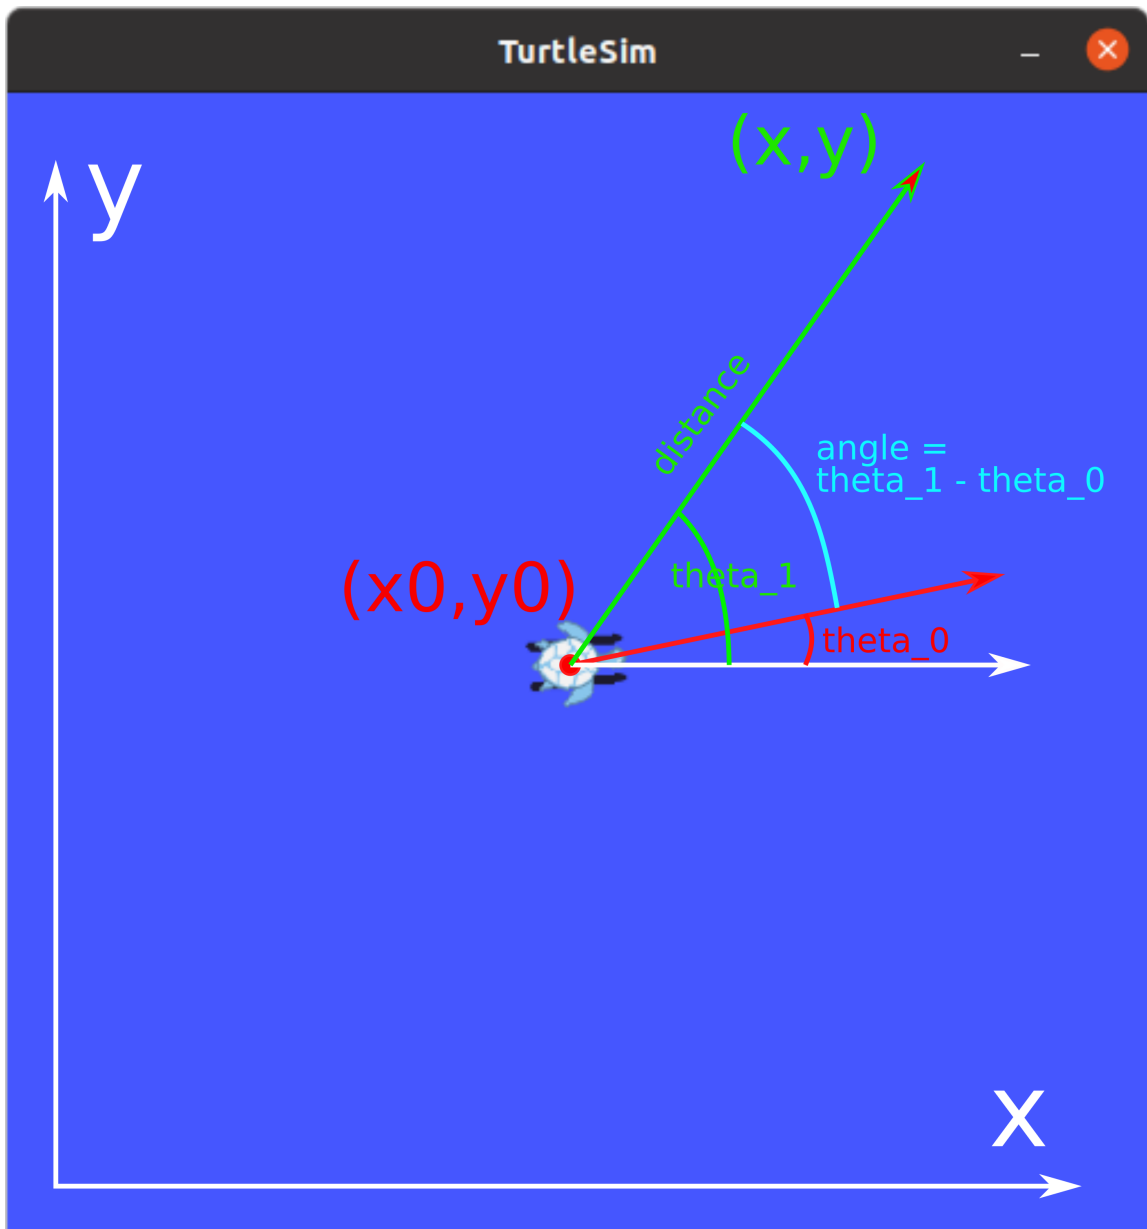 TurtleSim
(x,y)
y
distance
angle =
theta_1 - theta_0
(x0,y0)
theta_1
theta_0
x